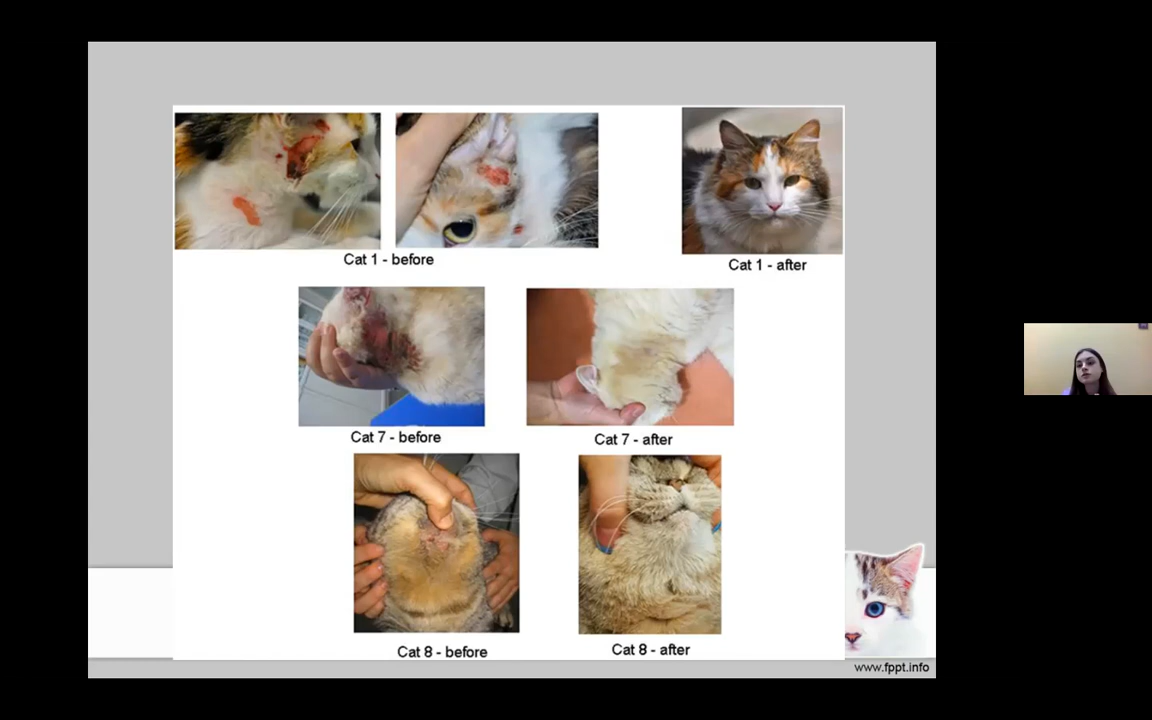 Cat 1 - before
Cat 1 - after
Cat 7 - before
Cat 7 - after
Cat 8 - before
Cat 8 - after
www.fppt.info